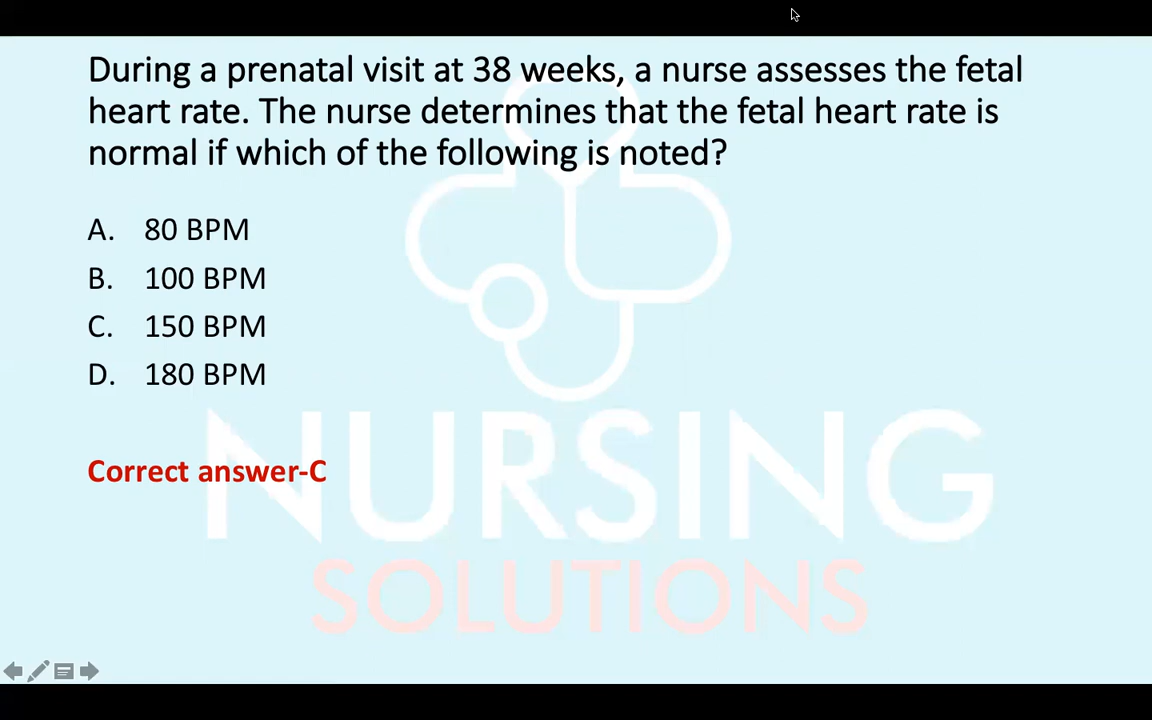 During a prenatal visit at 38 weeks, a nurse assesses the fetal
heart rate. The nurse determines that the fetal heart rate is
normal if which of the following is noted?
A. 80 BPM
B. 100 BPM
C. 150 BPM
D. 180 BPM
Correct answer-C
NURSING
SOLUTIONS